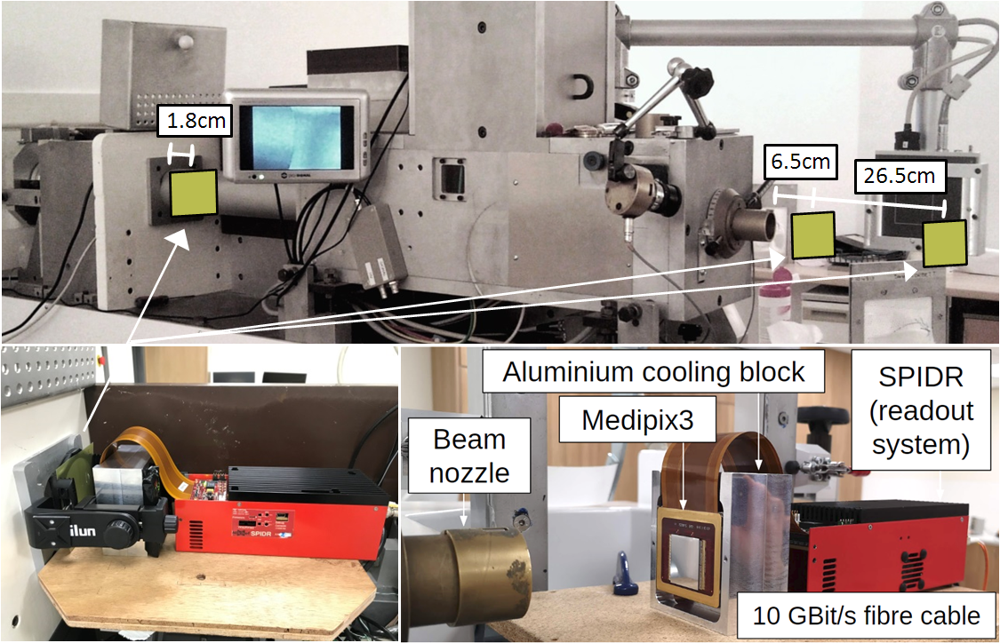 1.8cm
6.5cm
26.5cm
Aluminium cooling block
SPIDR
(readout
system)
Medipix3
Beam
nozzle
ilun
SPIDR
10 GBit/s fibre cable